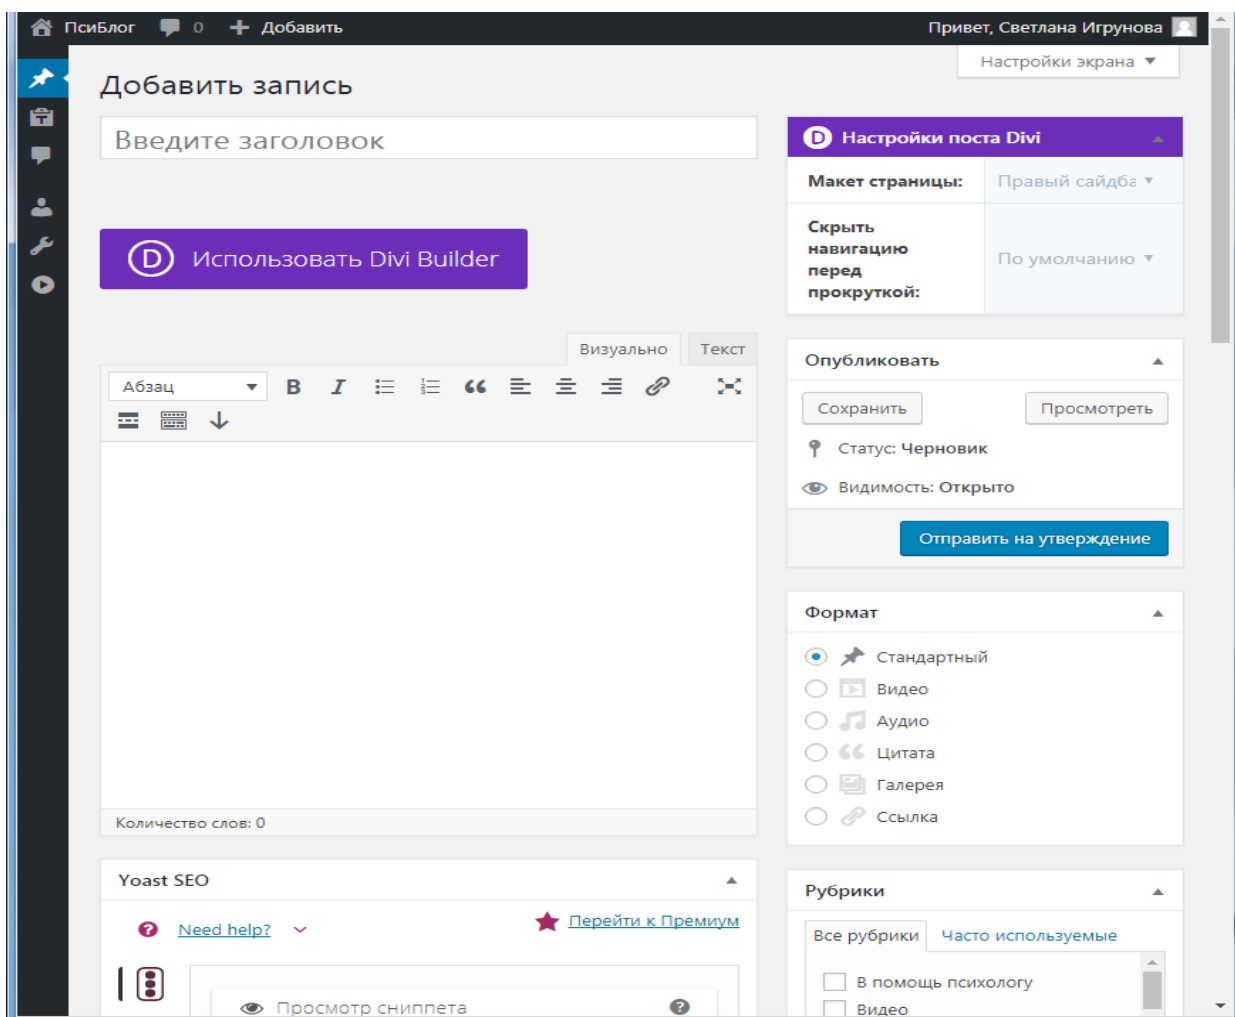 ПсиБлог 0 Добавить Привет, Светлана Игрунова
Настройки экрана
Добавить запись
Введите заголовок
Использовать Divi Builder
Визуально Текст
Абзац
Количество слов: 0
Yoast SEO
Need help? Перейти к Премиум
Просмотр сниппета
Настройки поста Divi
Макет страницы: Правый сайдба
Скрыть
навигацию
перед
прокруткой:
По умолчанию
Опубликовать
Сохранить Просмотреть
Статус: Черновик
Видимость: Открыто
Отправить на утверждение
Формат
Стандартный
Видео
Аудио
Цитата
Галерея
Ссылка
Рубрики
Все рубрики Часто используемые
В помощь психологу
Видео